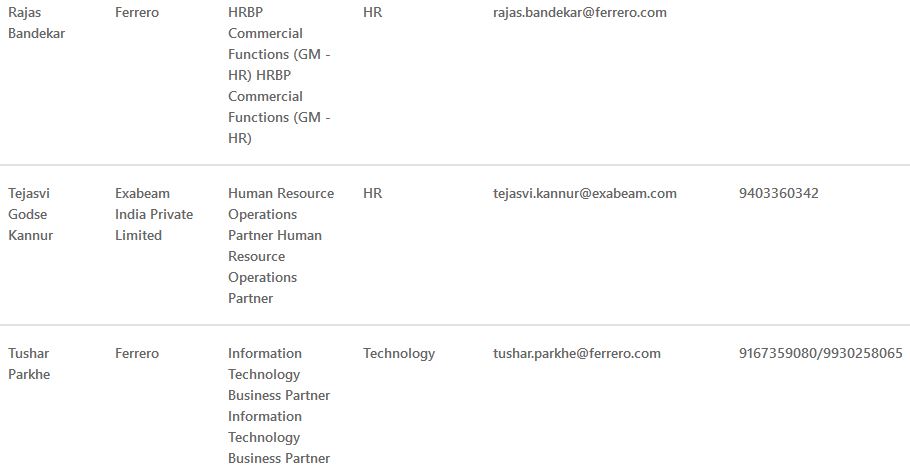 Rajas Bandekar Ferrero HRBP Commercial Functions (GM - HR) HRBP Commercial Functions (GM - HR) HR rajas.bandekar@ferrero.com
Tejasvi Godse Kannur Exabeam India Private Limited Human Resource Operations Partner Human Resource Operations Partner HR tejasvi.kannur@exabeam.com 9403360342
Tushar Parkhe Ferrero Information Technology Business Partner Information Technology Business Partner Technology tushar.parkhe@ferrero.com 9167359080/9930258065